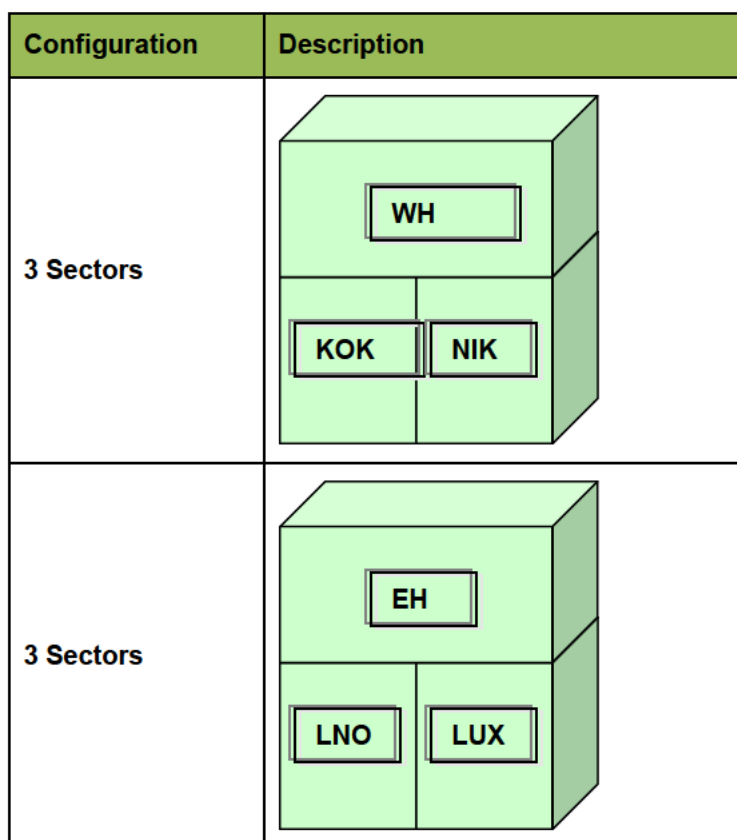 Configuration Description
3 Sectors
WH
KOK NIK
3 Sectors
EH
LNO LUX